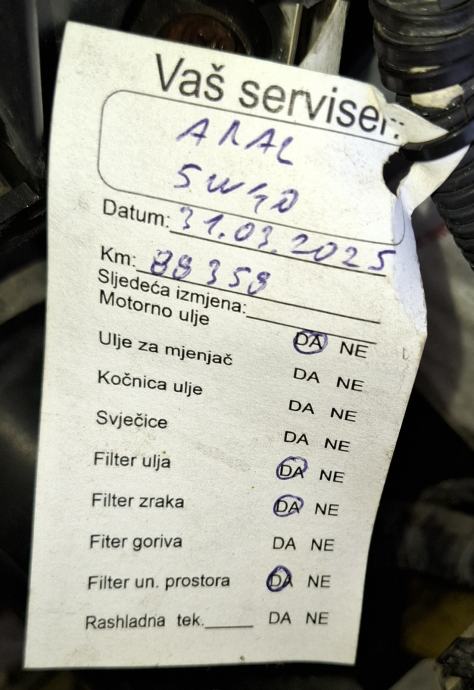 Vaš serviser:
ARAL
5W40
Datum: 31.03.2025
Km: 88358
Sljedeća izmjena:
Motorno ulje DA NE
Ulje za mjenjač DA NE
Kočnica ulje DA NE
Svječice DA NE
Filter ulja DA NE
Filter zraka DA NE
Fiter goriva DA NE
Filter un. prostora DA NE
Rashladna tek. DA NE